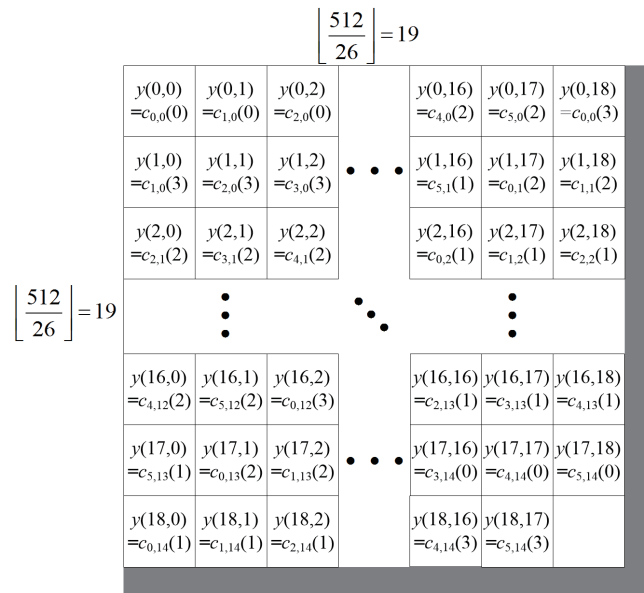 ⌊512/26⌋=19
y(0,0) y(0,1) y(0,2) y(0,16) y(0,17) y(0,18)
=c₀,₀(0) =c₁,₀(0) =c₂,₀(0) =c₄,₀(2) =c₅,₀(2) =c₀,₀(3)
y(1,0) y(1,1) y(1,2) • • • y(1,16) y(1,17) y(1,18)
=c₁,₀(3) =c₂,₀(3) =c₃,₀(3) =c₅,₁(1) =c₀,₁(2) =c₁,₁(2)
y(2,0) y(2,1) y(2,2) y(2,16) y(2,17) y(2,18)
=c₂,₁(2) =c₃,₁(2) =c₄,₁(2) =c₀,₂(1) =c₁,₂(1) =c₂,₂(1)
⌊512/26⌋=19
y(16,0) y(16,1) y(16,2) y(16,16) y(16,17) y(16,18)
=c₄,₁₂(2) =c₅,₁₂(2) =c₀,₁₂(3) =c₂,₁₃(1) =c₃,₁₃(1) =c₄,₁₃(1)
y(17,0) y(17,1) y(17,2) • • • y(17,16) y(17,17) y(17,18)
=c₅,₁₃(1) =c₀,₁₃(2) =c₁,₁₃(2) =c₃,₁₄(0) =c₄,₁₄(0) =c₅,₁₄(0)
y(18,0) y(18,1) y(18,2) y(18,16) y(18,17)
=c₀,₁₄(1) =c₁,₁₄(1) =c₂,₁₄(1) =c₄,₁₄(3) =c₅,₁₄(3)